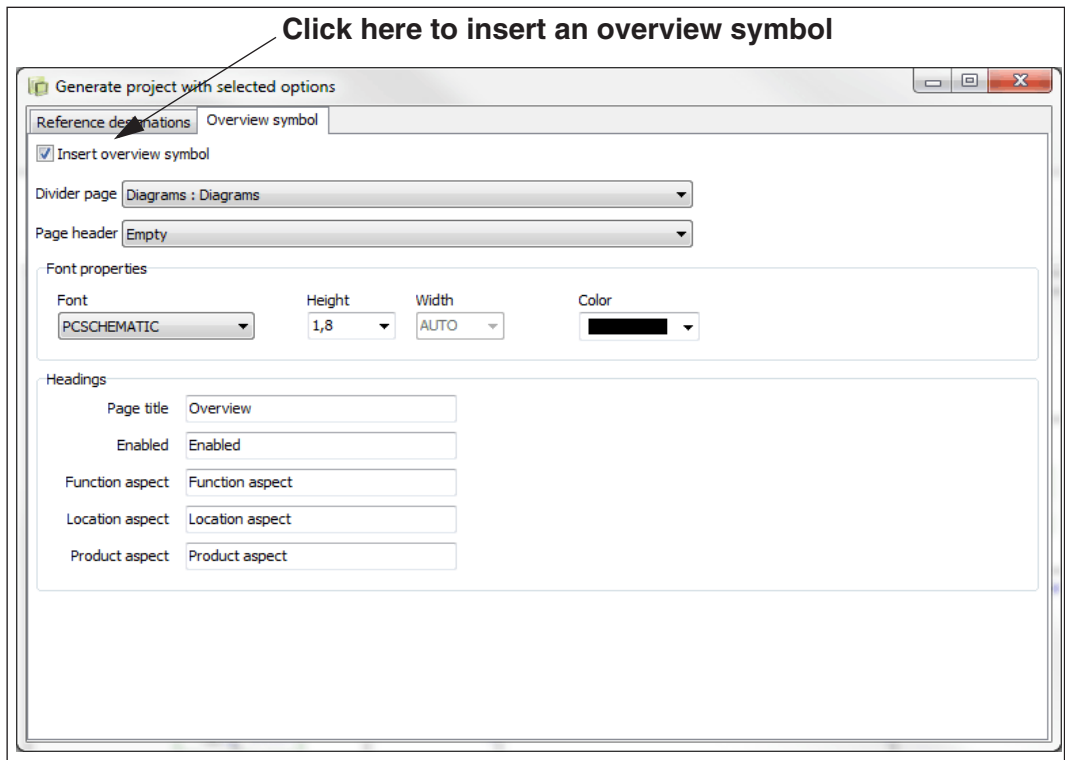 Click here to insert an overview symbol
Generate project with selected options
Reference designations Overview symbol
Insert overview symbol
Divider page Diagrams : Diagrams
Page header Empty
Font properties
Font Height Width Color
PCSCHEMATIC 1,8 AUTO
Headings
Page title Overview
Enabled Enabled
Function aspect Function aspect
Location aspect Location aspect
Product aspect Product aspect